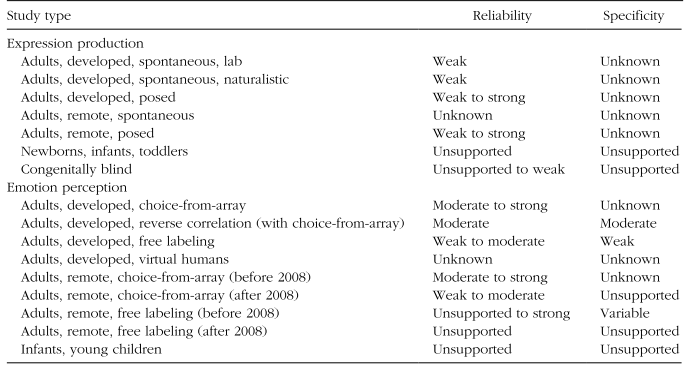 Study type Reliability Specificity
Expression production
Adults, developed, spontaneous, lab Weak Unknown
Adults, developed, spontaneous, naturalistic Weak Unknown
Adults, developed, posed Weak to strong Unknown
Adults, remote, spontaneous Unknown Unknown
Adults, remote, posed Weak to strong Unknown
Newborns, infants, toddlers Unsupported Unsupported
Congenitally blind Unsupported to weak Unsupported
Emotion perception
Adults, developed, choice-from-array Moderate to strong Unknown
Adults, developed, reverse correlation (with choice-from-array) Moderate Moderate
Adults, developed, free labeling Weak to moderate Weak
Adults, developed, virtual humans Unknown Unknown
Adults, remote, choice-from-array (before 2008) Moderate to strong Unknown
Adults, remote, choice-from-array (after 2008) Weak to moderate Unsupported
Adults, remote, free labeling (before 2008) Unsupported to strong Variable
Adults, remote, free labeling (after 2008) Unsupported Unsupported
Infants, young children Unsupported Unsupported